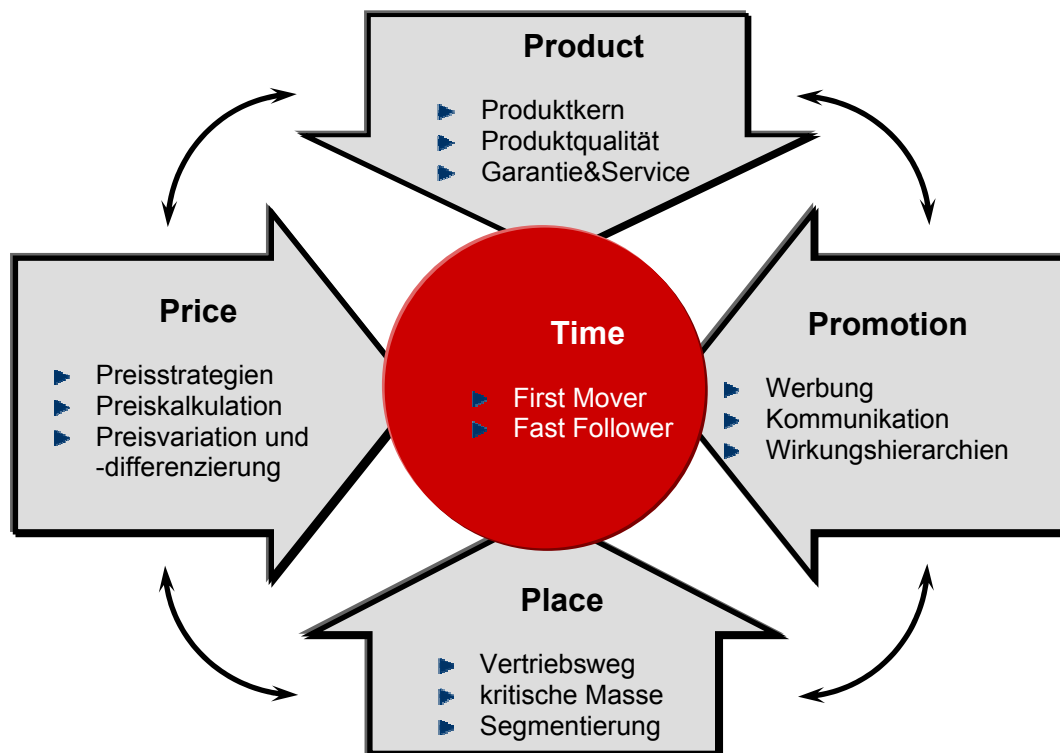 Product
Produktkern
Produktqualität
Garantie&Service
Price
Preisstrategien
Preiskalkulation
Preisvariation und
-differenzierung
Time
First Mover
Fast Follower
Promotion
Werbung
Kommunikation
Wirkungshierarchien
Place
Vertriebsweg
kritische Masse
Segmentierung